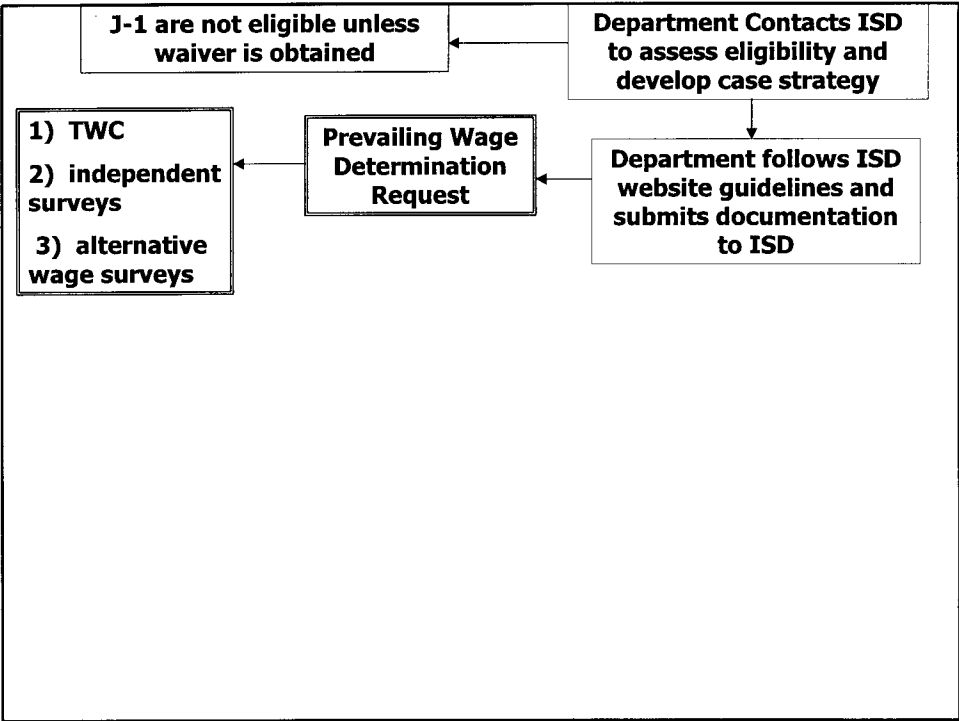 J-1 are not eligible unless
waiver is obtained
Department Contacts ISD
to assess eligibility and
develop case strategy
1) TWC
2) independent
surveys
3) alternative
wage surveys
Prevailing Wage
Determination
Request
Department follows ISD
website guidelines and
submits documentation
to ISD